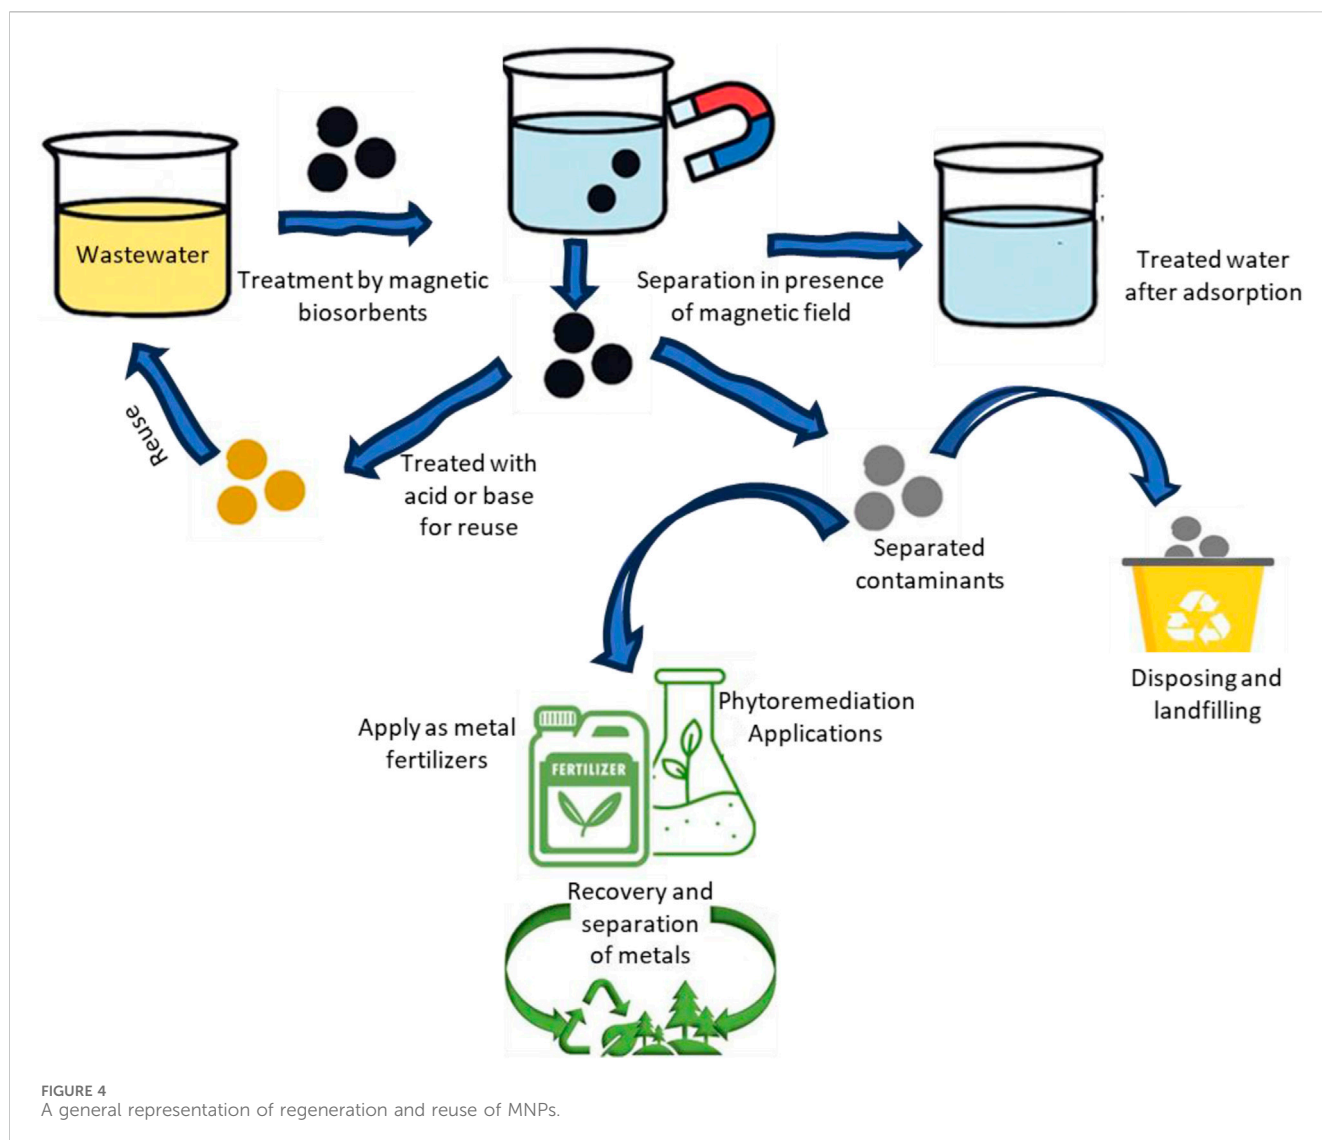 Wastewater
Treatment by magnetic
biosorbents
Separation in presence
of magnetic field
Treated water
after adsorption
Reuse
Treated with
acid or base
for reuse
Separated
contaminants
Disposing and
landfilling
Apply as metal
fertilizers
FERTILIZER
Phytoremediation
Applications
Recovery and
separation
of metals
FIGURE 4
A general representation of regeneration and reuse of MNPs.